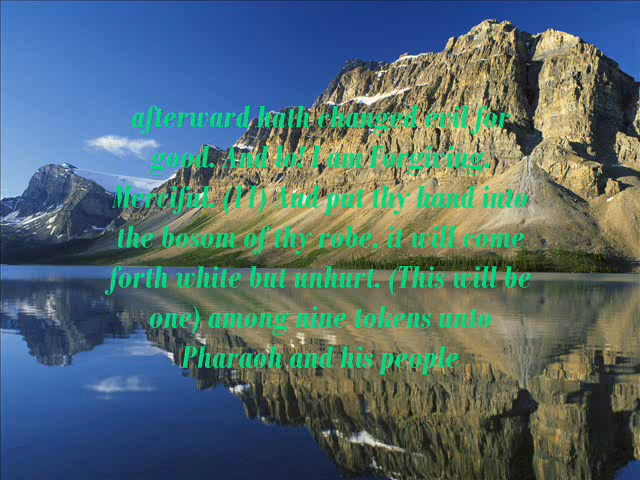 afterward hath changed evil for
good. And lo! I am Forgiving,
Merciful. (11) And put thy hand into
the bosom of thy robe, it will come
forth white but unhurt. (This will be
one) among nine tokens unto
Pharaoh and his people